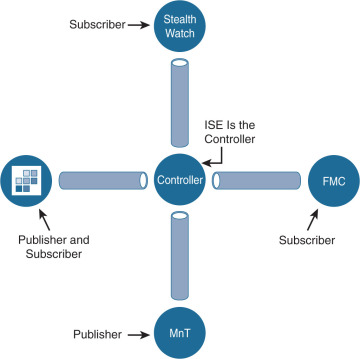 Subscriber
Stealth
Watch
ISE Is the
Controller
Controller
FMC
Publisher and
Subscriber
Subscriber
Publisher
MnT